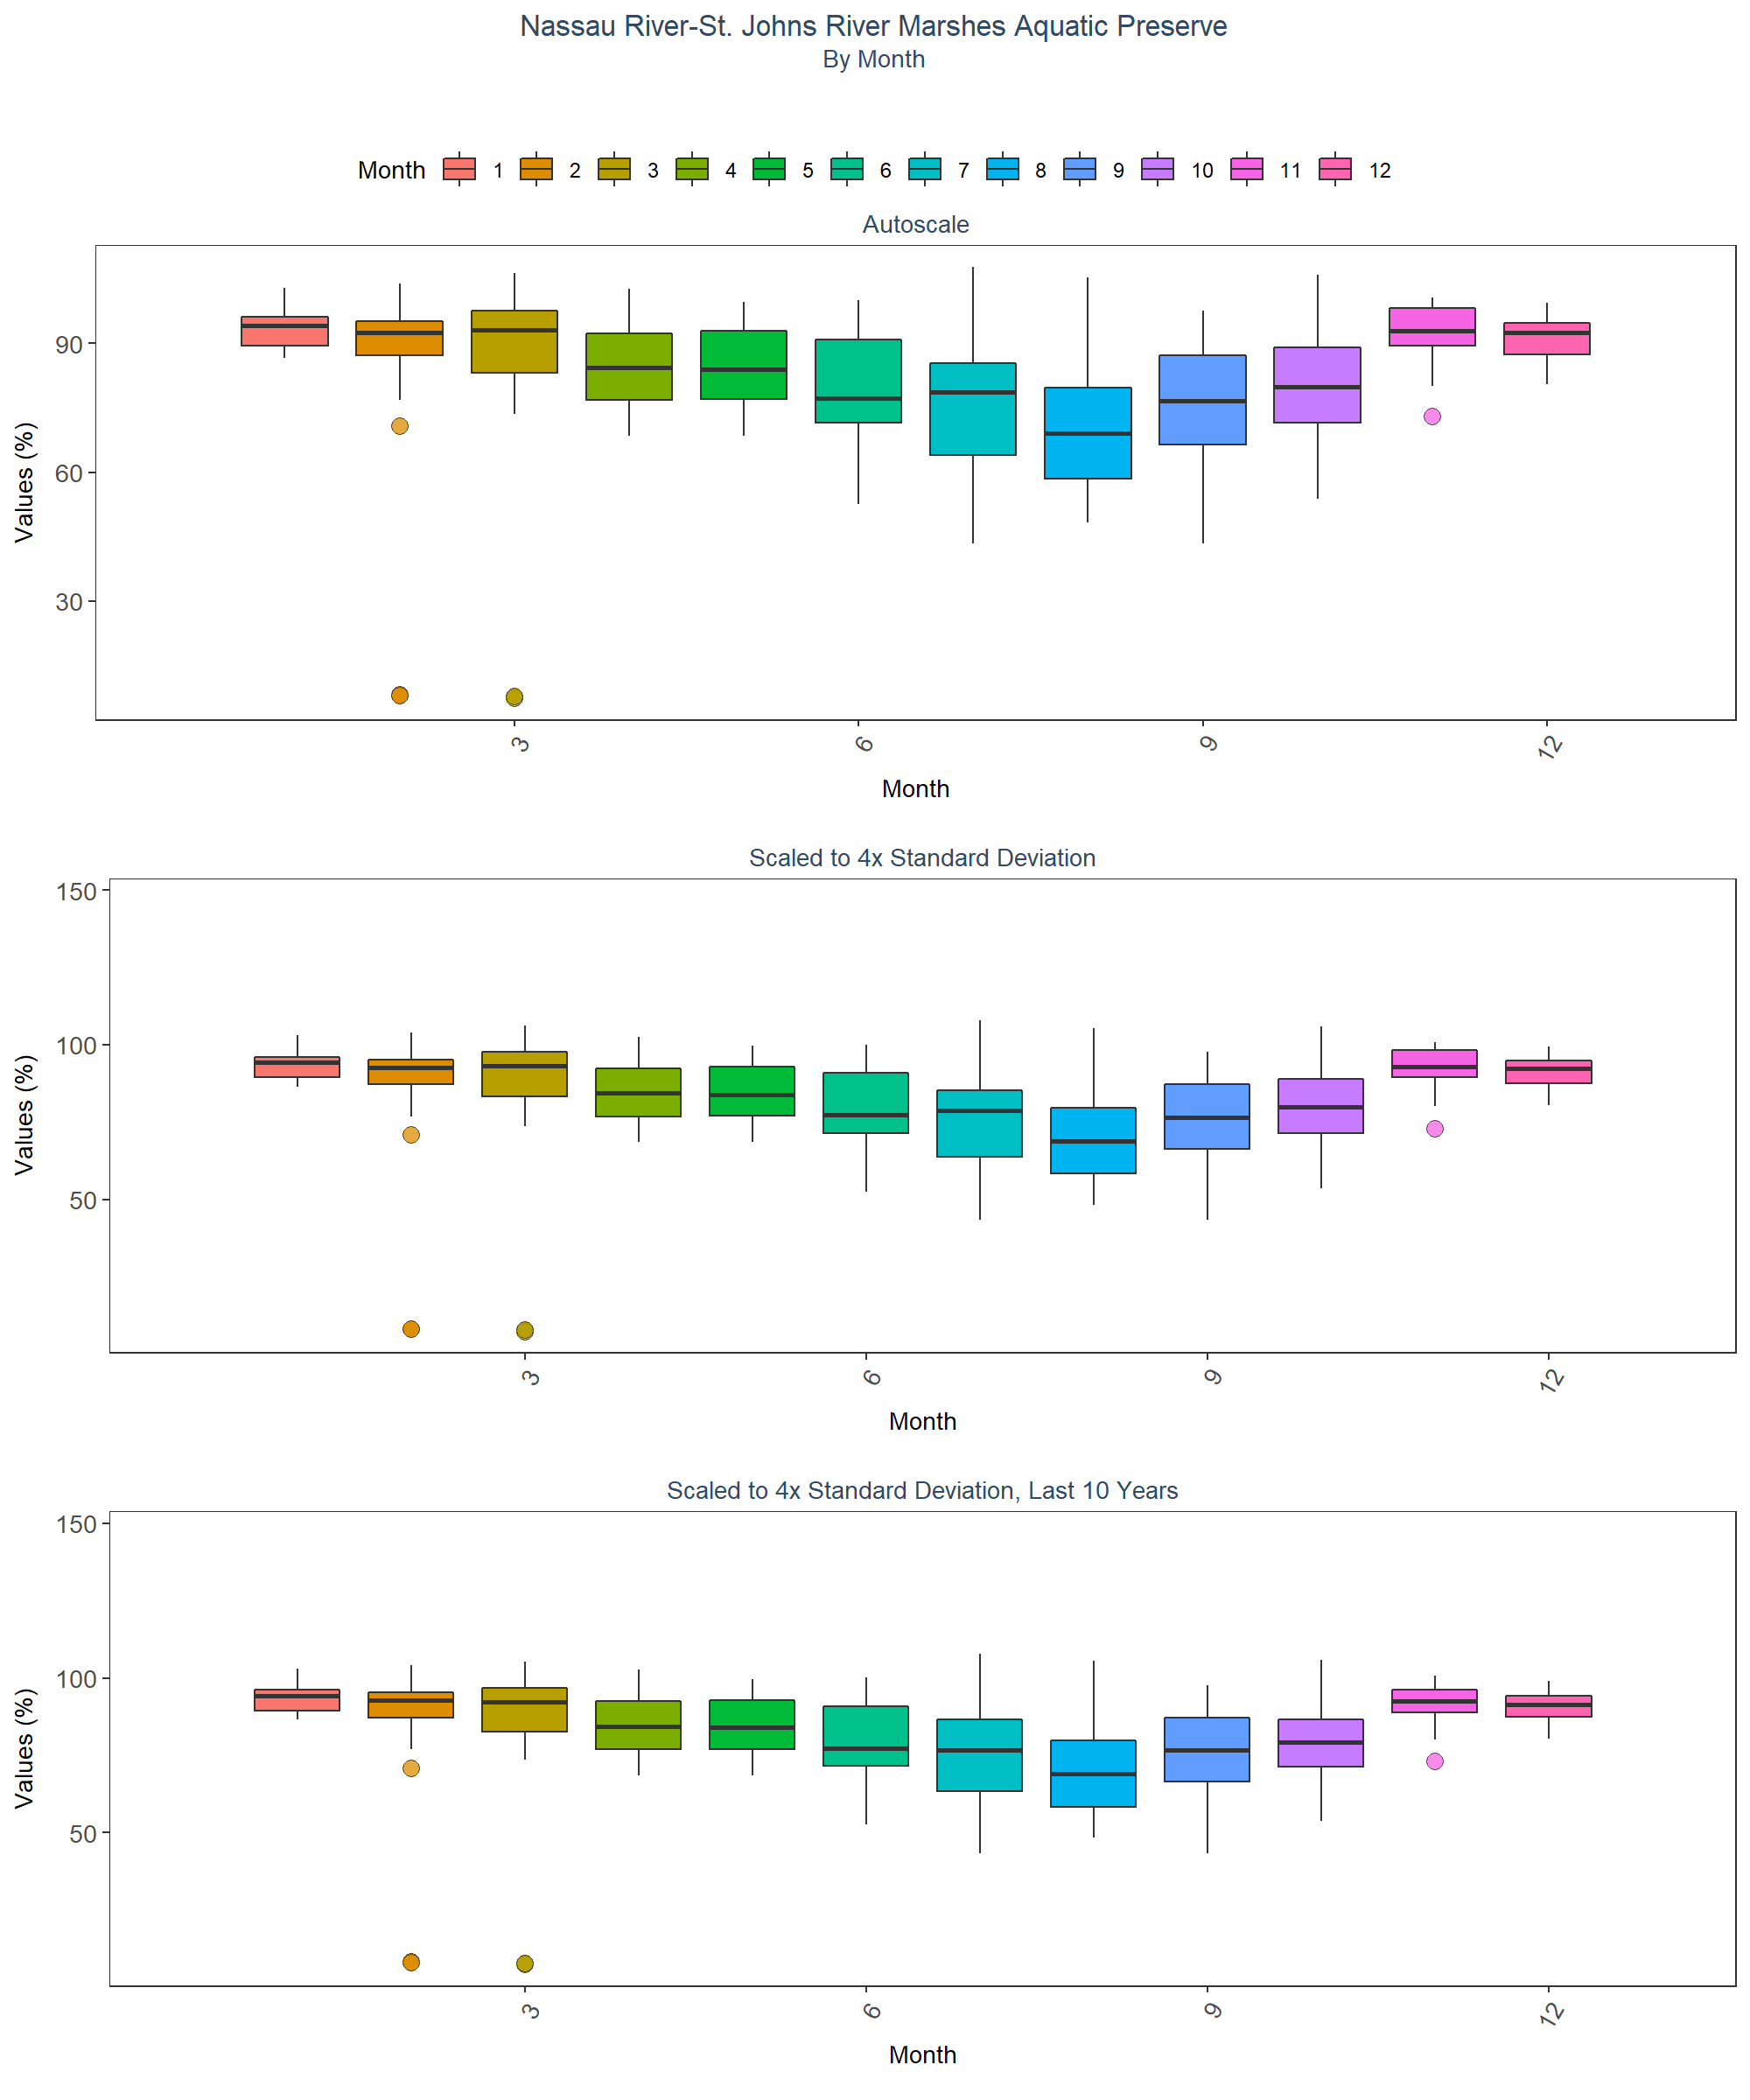 Nassau River-St. Johns River Marshes Aquatic Preserve
By Month
Month 1 2 3 4 5 6 7 8 9 10 11 12
Autoscale
Values (%)
90
60
30
3 6 9 12
Month
Scaled to 4x Standard Deviation
Values (%)
150
100
50
3 6 9 12
Month
Scaled to 4x Standard Deviation, Last 10 Years
Values (%)
150
100
50
3 6 9 12
Month